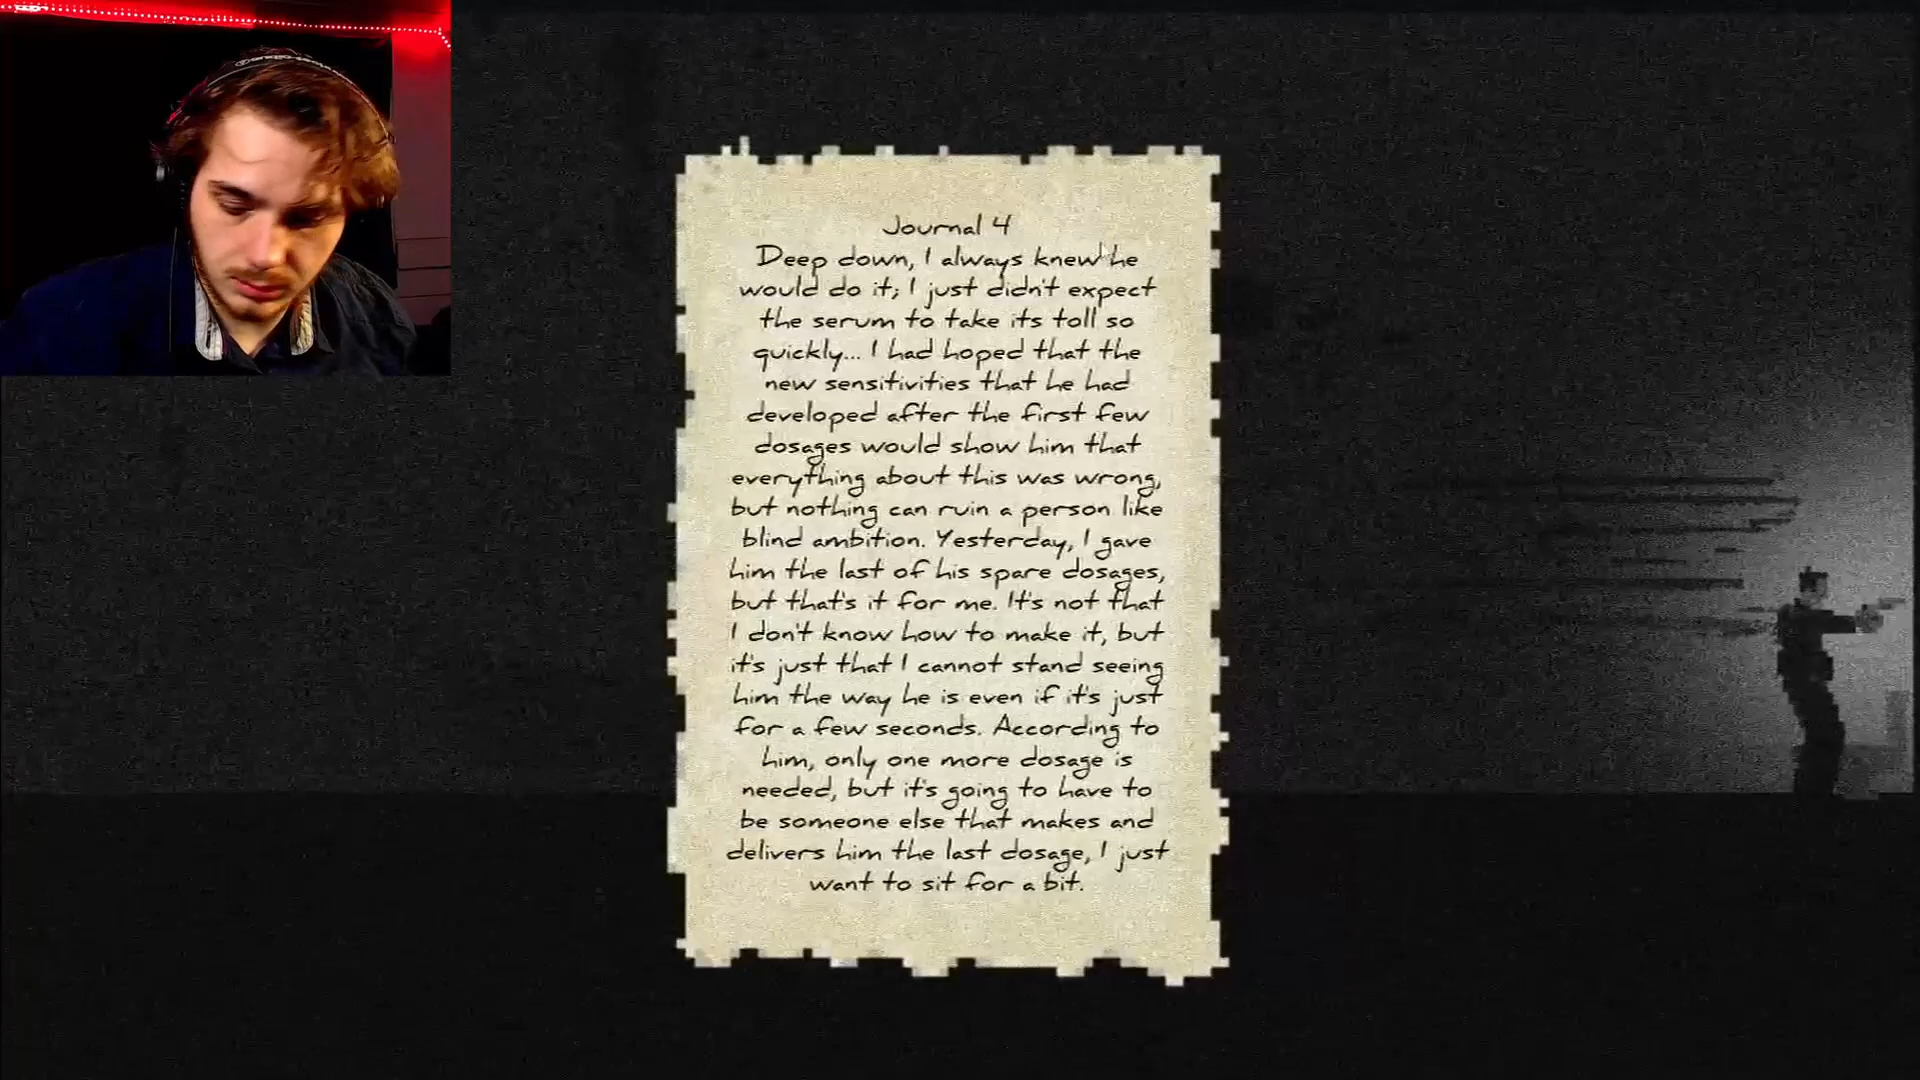 Journal 4
Deep down, I always knew he
would do it; I just didn't expect
the serum to take its toll so
quickly... I had hoped that the
new sensitivities that he had
developed after the first few
dosages would show him that
everything about this was wrong,
but nothing can ruin a person like
blind ambition. Yesterday, I gave
him the last of his spare dosages,
but that's it for me. It's not that
I don't know how to make it, but
it's just that I cannot stand seeing
him the way he is even if it's just
for a few seconds. According to
him, only one more dosage is
needed, but it's going to have to
be someone else that makes and
delivers him the last dosage, I just
want to sit for a bit.